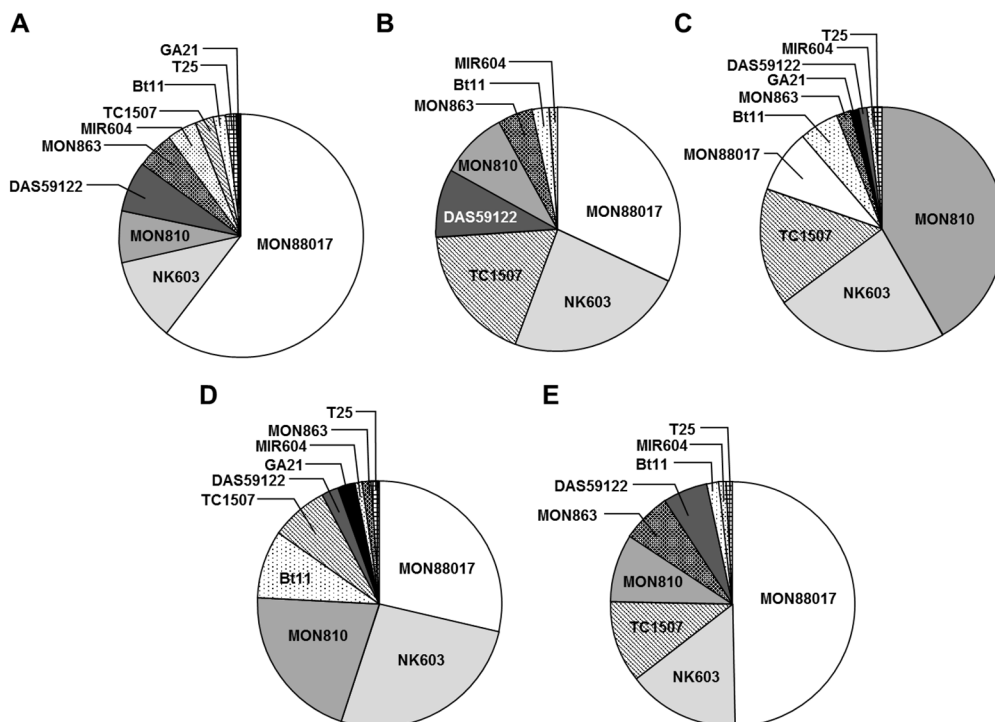 A
GA21
T25
Bt11
TC1507
MIR604
MON863
DAS59122
MON810
NK603
MON88017
B
MIR604
Bt11
MON863
MON810
DAS59122
TC1507
NK603
MON88017
C
T25
MIR604
DAS59122
GA21
MON863
Bt11
MON88017
TC1507
NK603
MON810
D
T25
MON863
MIR604
GA21
DAS59122
TC1507
Bt11
MON810
NK603
MON88017
E
T25
MIR604
Bt11
DAS59122
MON863
MON810
TC1507
NK603
MON88017